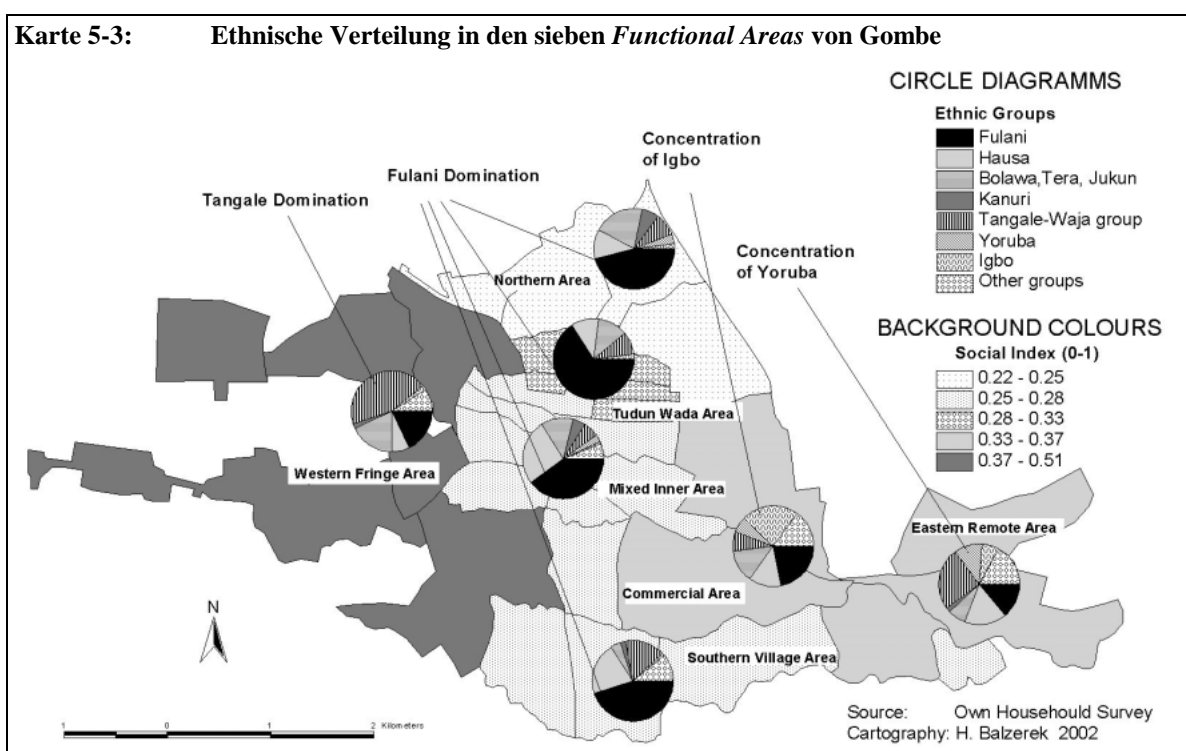 Karte 5-3: Ethnische Verteilung in den sieben Functional Areas von Gombe
CIRCLE DIAGRAMMS
Ethnic Groups
Fulani
Hausa
Bolawa,Tera, Jukun
Kanuri
Tangale-Waja group
Yoruba
Igbo
Other groups
BACKGROUND COLOURS
Social Index (0-1)
0.22 - 0.25
0.25 - 0.28
0.28 - 0.33
0.33 - 0.37
0.37 - 0.51
Concentration
of Igbo
Fulani Domination
Tangale Domination
Concentration
of Yoruba
Northern Area
Tudun Wada Area
Western Fringe Area
Mixed Inner Area
Eastern Remote Area
Commercial Area
Southern Village Area
N
1 0 1 2 Kilometers
Source: Own Househould Survey
Cartography: H. Balzerek 2002